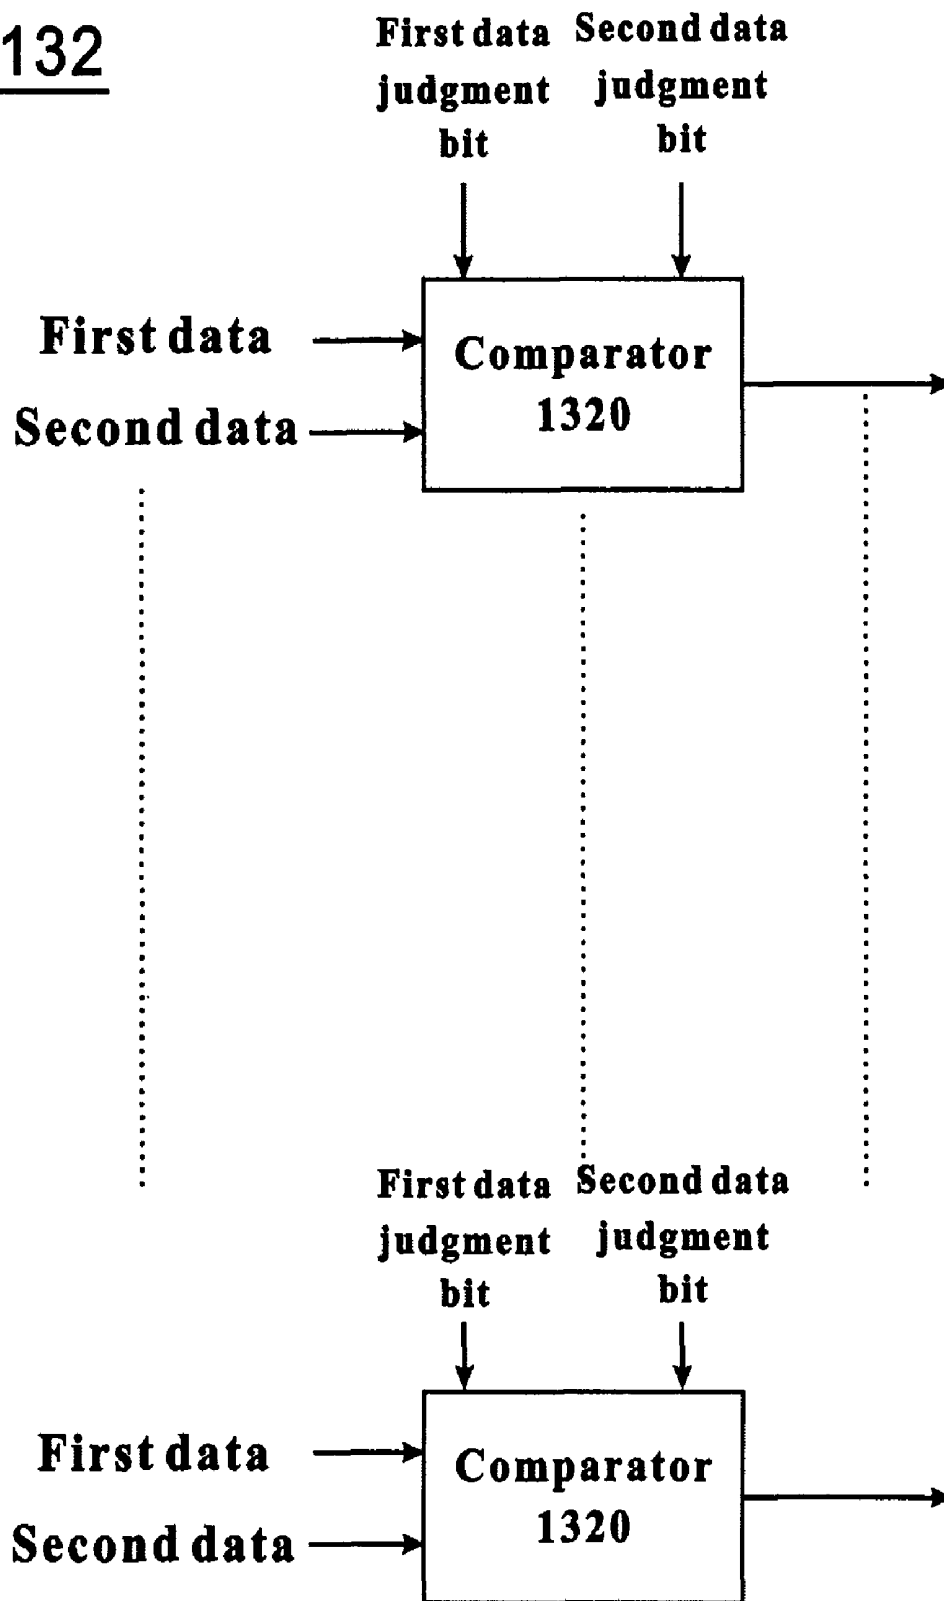 132
First data
judgment
bit
Second data
judgment
bit
First data
Second data
Comparator
1320
First data
judgment
bit
Second data
judgment
bit
First data
Second data
Comparator
1320